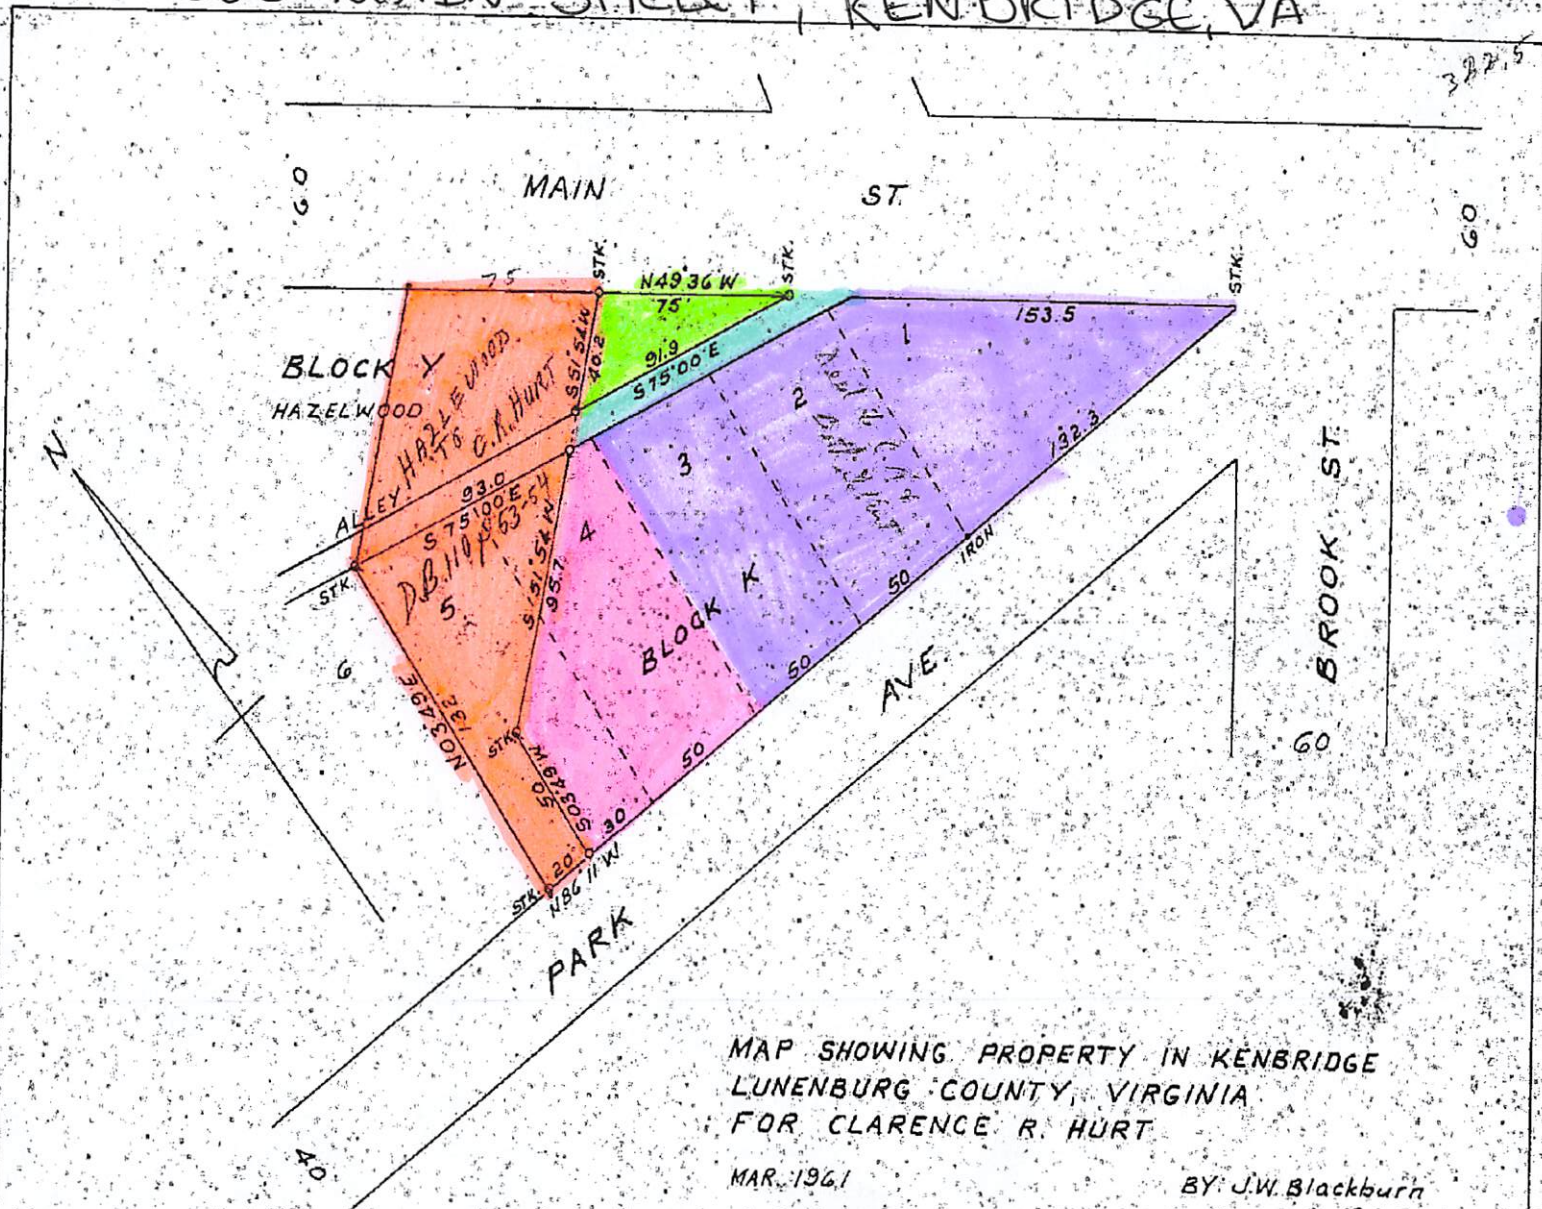 STREET, KENBRIDGE, VA
60
MAIN ST.
60
75
STK.
N49°36'W
75'
STK.
STK.
153.5
BLOCK Y
HAZELWOOD
HAZLEWOOD
TO
C.R. HURT
S51°54'W
40.2
91.9
S75°00'E
1
2
3
4
132.3
N
ALLEY
93.0
S75°00'E
D.B. 110 P. 63-54
5
S 51°54'W
95.7
STK.
6
N03°49'E
132
STK.
50
S03°49'W
BLOCK K
IRON
50
50
50
30
20'
N86°11'W
STK.
PARK AVE.
BROOK ST.
60
40
MAP SHOWING PROPERTY IN KENBRIDGE
LUNENBURG COUNTY, VIRGINIA
FOR CLARENCE R. HURT
MAR. 1961
BY: J.W. Blackburn